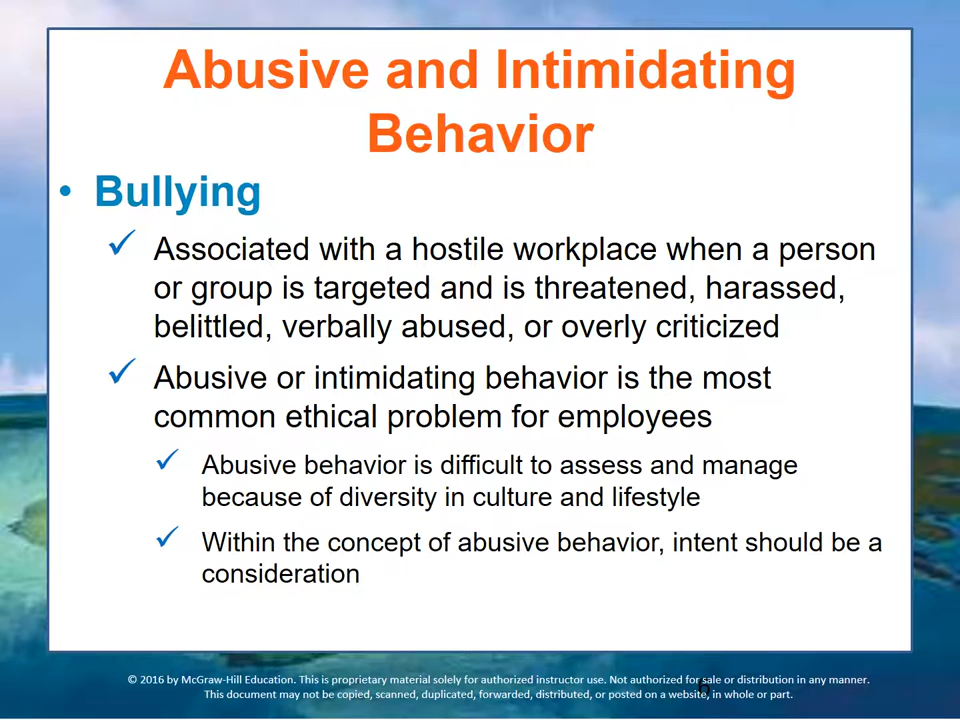 Abusive and Intimidating
Behavior
• Bullying
✓ Associated with a hostile workplace when a person
or group is targeted and is threatened, harassed,
belittled, verbally abused, or overly criticized
✓ Abusive or intimidating behavior is the most
common ethical problem for employees
✓ Abusive behavior is difficult to assess and manage
because of diversity in culture and lifestyle
✓ Within the concept of abusive behavior, intent should be a
consideration
© 2016 by McGraw-Hill Education. This is proprietary material solely for authorized instructor use. Not authorized for sale or distribution in any manner.
This document may not be copied, scanned, duplicated, forwarded, distributed, or posted on a website, in whole or part.
6